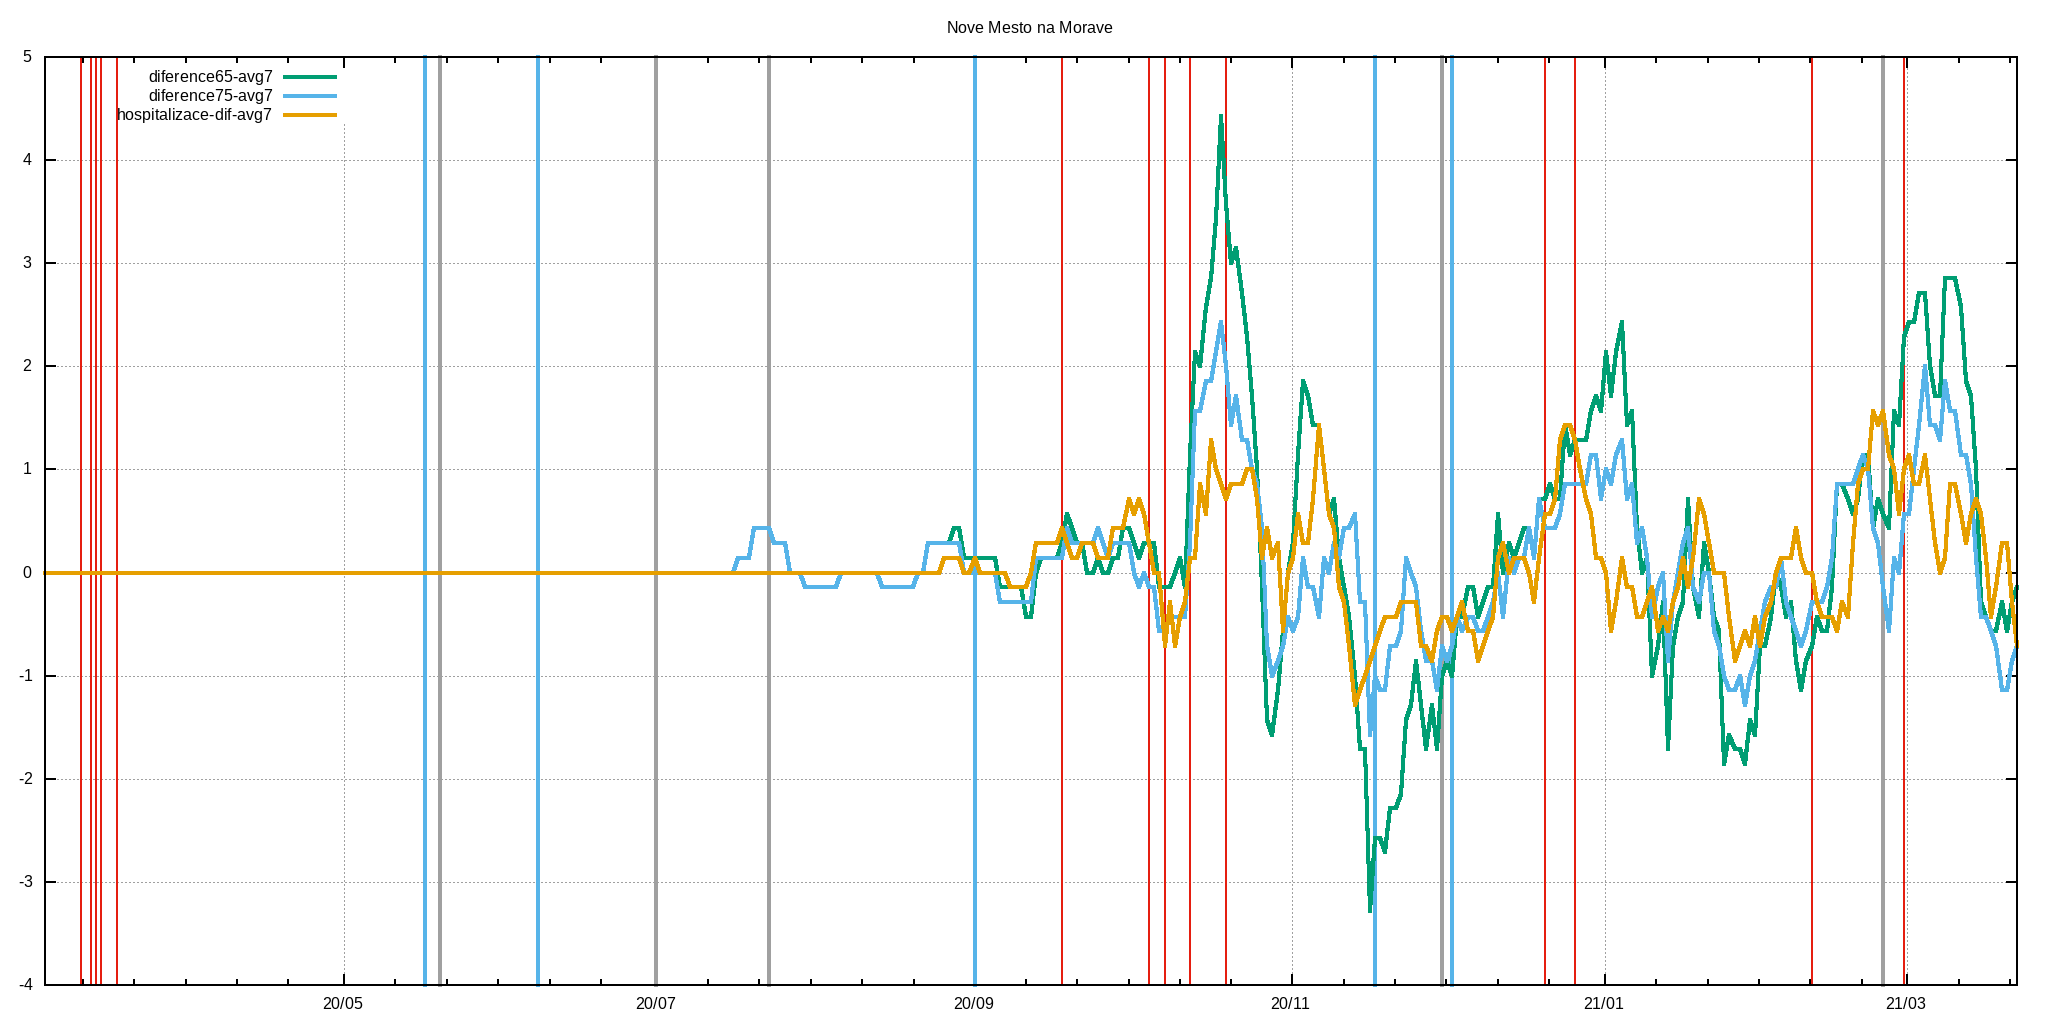 Nove Mesto na Morave
diference65-avg7
diference75-avg7
hospitalizace-dif-avg7
5
4
3
2
1
0
-1
-2
-3
-4
20/05 20/07 20/09 20/11 21/01 21/03